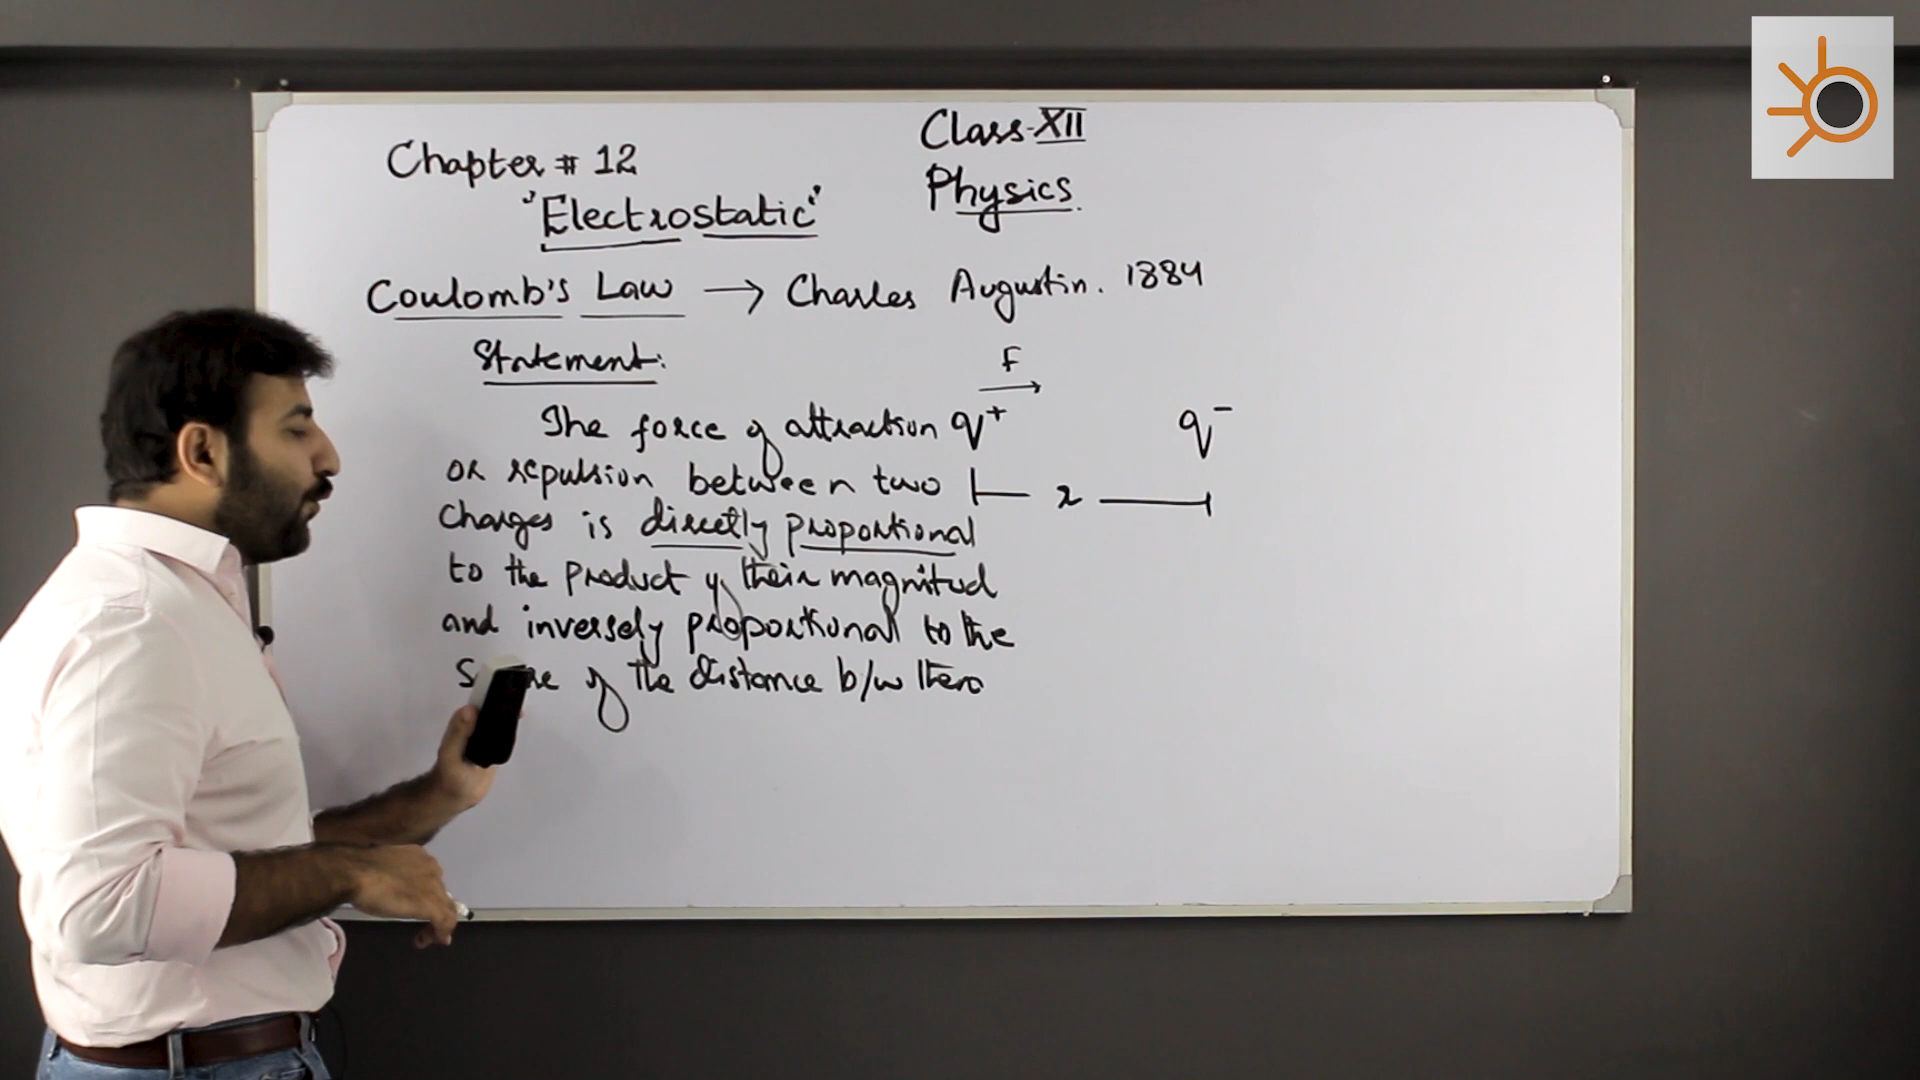 Chapter # 12
"Electrostatic"
Class-XII
Physics.
Coulomb's Law → Charles Augustin. 1884
Statement:
The force of attraction
or repulsion between two
charges is directly proportional
to the product of their magnitud
and inversely proportional to the
of the distance b/w them
F
q+ q-
r